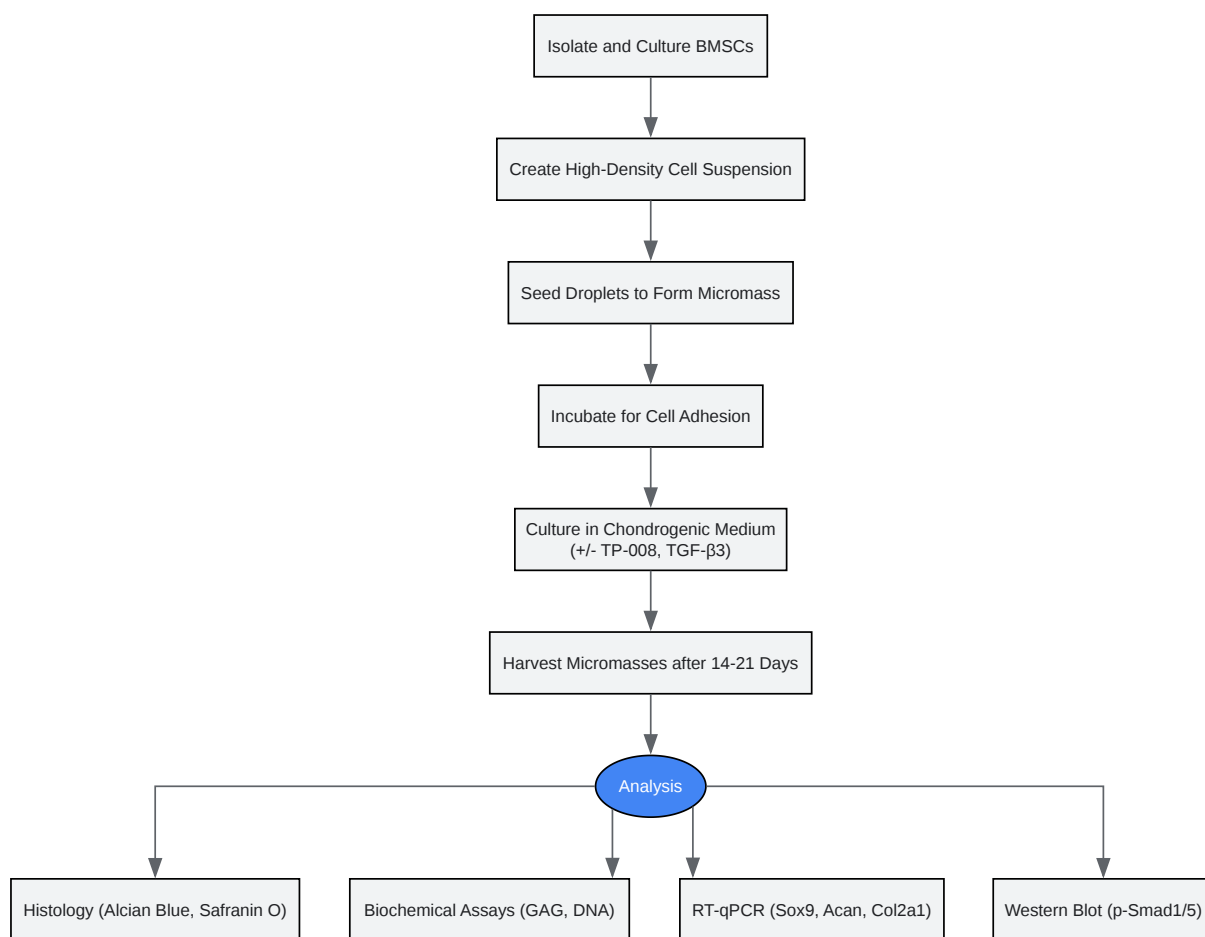 Isolate and Culture BMSCs
Create High-Density Cell Suspension
Seed Droplets to Form Micromass
Incubate for Cell Adhesion
Culture in Chondrogenic Medium
(+/- TP-008, TGF-β3)
Harvest Micromasses after 14-21 Days
Analysis
Histology (Alcian Blue, Safranin O)
Biochemical Assays (GAG, DNA)
RT-qPCR (Sox9, Acan, Col2a1)
Western Blot (p-Smad1/5)